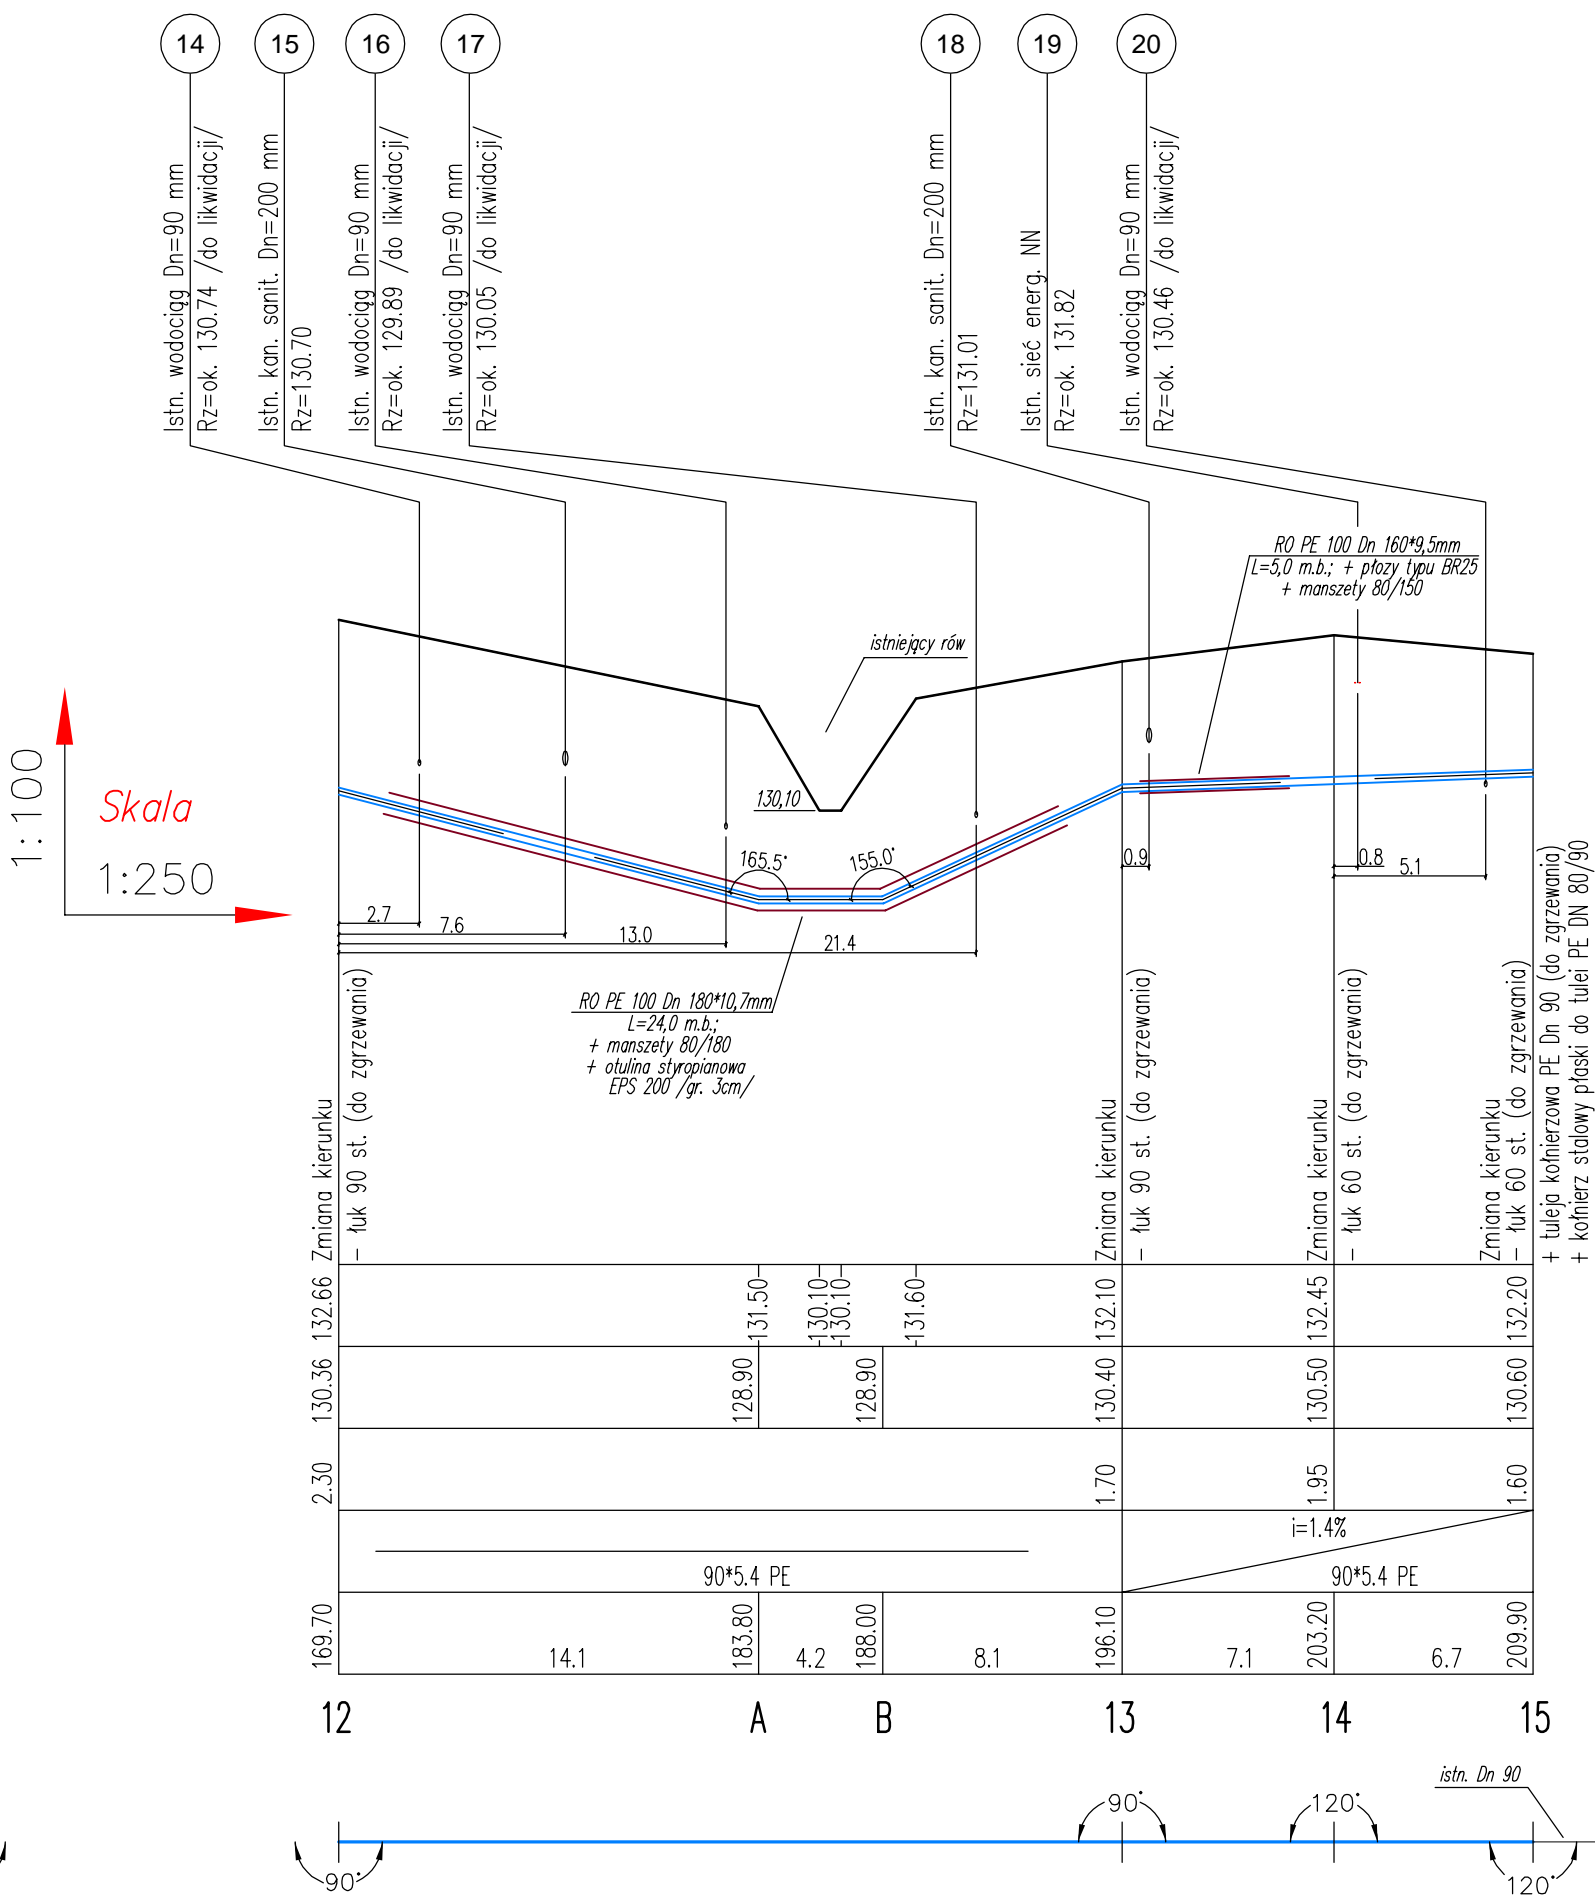 14
15
16
17
18
19
20
Istn. wodociąg Dn=90 mm
Rz=ok. 130.74 /do likwidacji/
Istn. kan. sanit. Dn=200 mm
Rz=130.70
Istn. wodociąg Dn=90 mm
Rz=ok. 129.89 /do likwidacji/
Istn. wodociąg Dn=90 mm
Rz=ok. 130.05 /do likwidacji/
Istn. kan. sanit. Dn=200 mm
Rz=131.01
Istn. sieć energ. NN
Rz=ok. 131.82
Istn. wodociąg Dn=90 mm
Rz=ok. 130.46 /do likwidacji/
RO PE 100 Dn 160*9,5mm
L=5,0 m.b.; + płozy typu BR25
+ manszety 80/150
istniejący rów
1:100
Skala
1:250
130,10
165.5°
155.0°
0.9
0.8
5.1
2.7
7.6
13.0
21.4
RO PE 100 Dn 180*10,7mm
L=24,0 m.b.;
+ manszety 80/180
+ otulina styropianowa
EPS 200 /gr. 3cm/
Zmiana kierunku
- łuk 90 st. (do zgrzewania)
Zmiana kierunku
- łuk 90 st. (do zgrzewania)
Zmiana kierunku
- łuk 60 st. (do zgrzewania)
Zmiana kierunku
- łuk 60 st. (do zgrzewania)
+ tuleja kołnierzowa PE Dn 90 (do zgrzewania)
+ kołnierz stalowy płaski do tulei PE DN 80/90
132.66
131.50
130.10
130.10
131.60
132.10
132.45
132.20
130.36
128.90
128.90
130.40
130.50
130.60
2.30
1.70
1.95
1.60
i=1.4%
90*5.4 PE
90*5.4 PE
169.70
14.1
183.80
4.2
188.00
8.1
196.10
7.1
203.20
6.7
209.90
12
A
B
13
14
15
istn. Dn 90
90°
90°
120°
120°